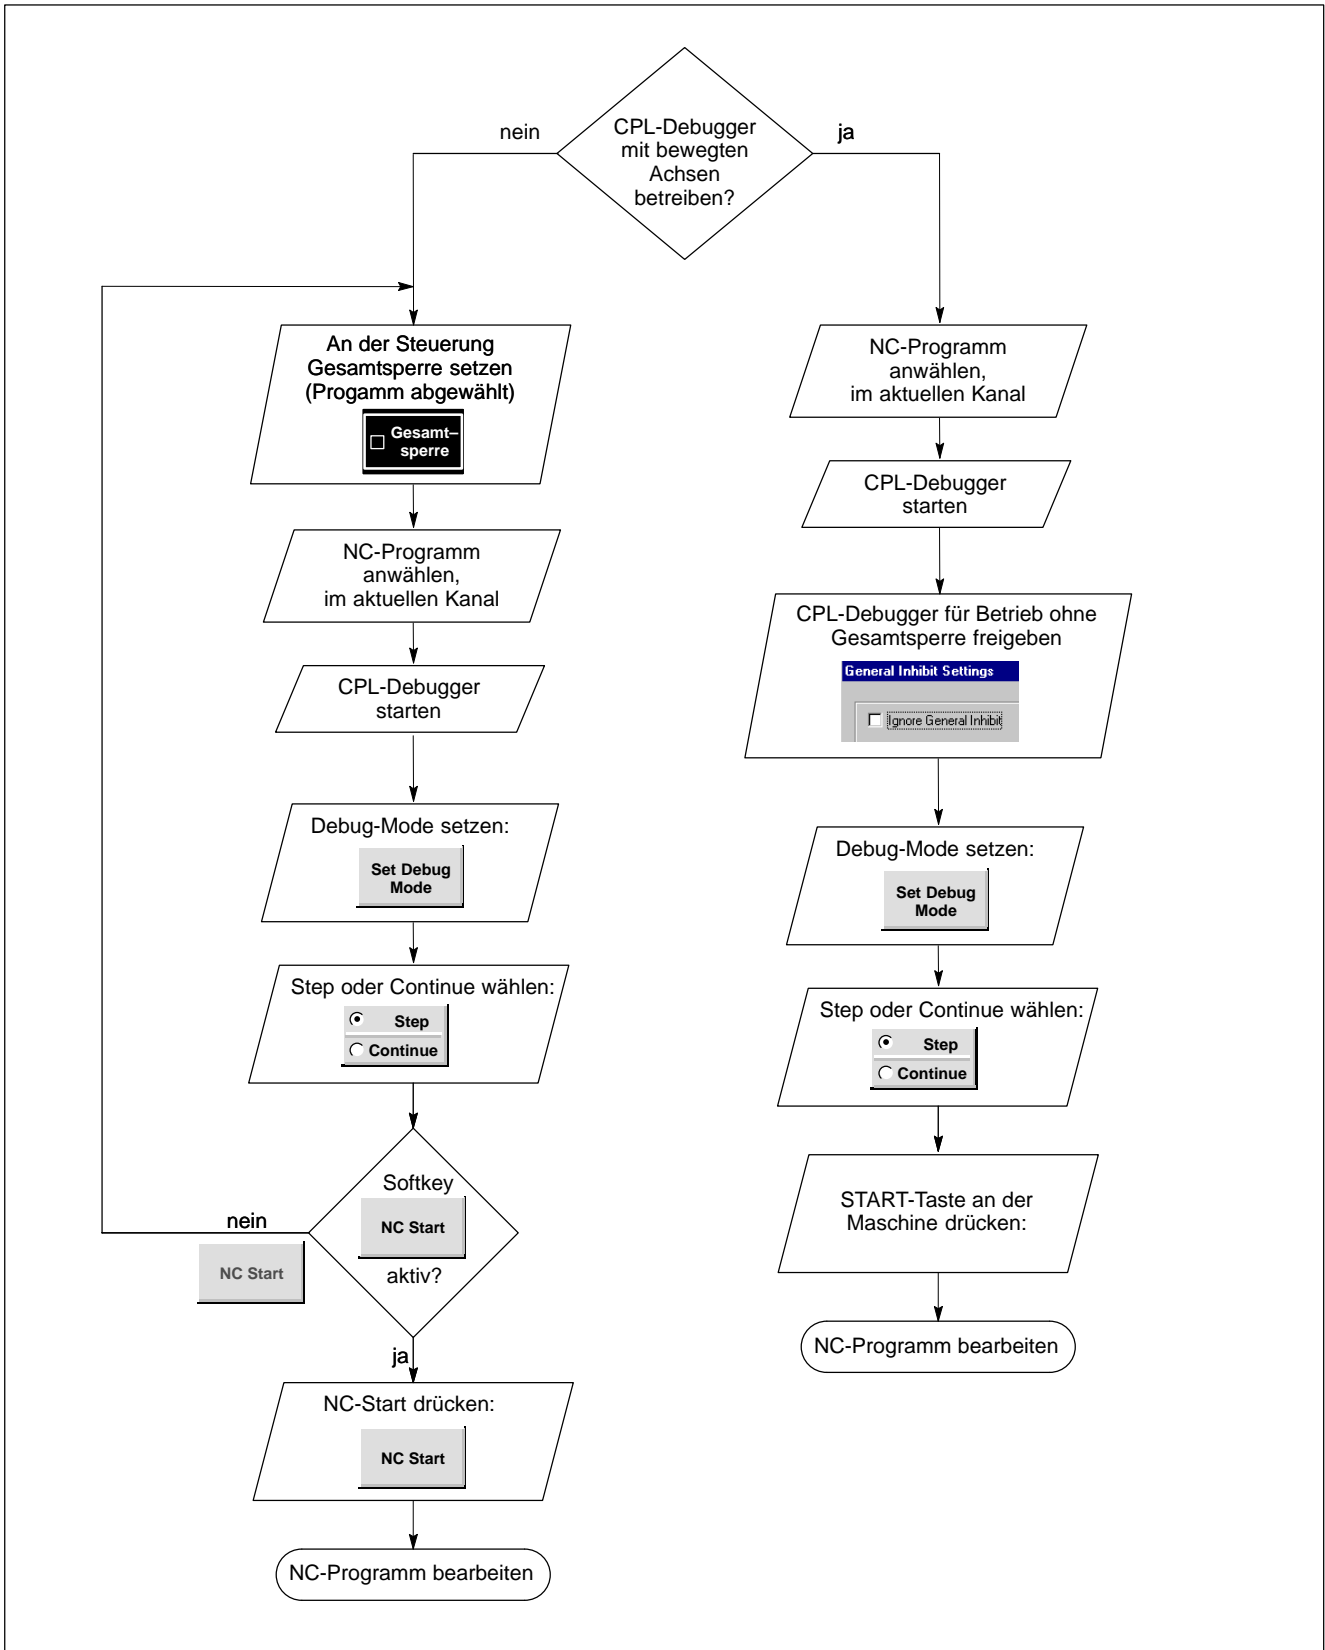 CPL-Debugger
mit bewegten
Achsen
betreiben?
nein
ja
An der Steuerung
Gesamtsperre setzen
(Progamm abgewählt)
Gesamt–
sperre
NC-Programm
anwählen,
im aktuellen Kanal
CPL-Debugger
starten
Debug-Mode setzen:
Set Debug
Mode
Step oder Continue wählen:
Step
Continue
Softkey
NC Start
aktiv?
nein
NC Start
ja
NC-Start drücken:
NC Start
NC-Programm bearbeiten
NC-Programm
anwählen,
im aktuellen Kanal
CPL-Debugger
starten
CPL-Debugger für Betrieb ohne
Gesamtsperre freigeben
General Inhibit Settings
Ignore General Inhibit
Debug-Mode setzen:
Set Debug
Mode
Step oder Continue wählen:
Step
Continue
START-Taste an der
Maschine drücken:
NC-Programm bearbeiten